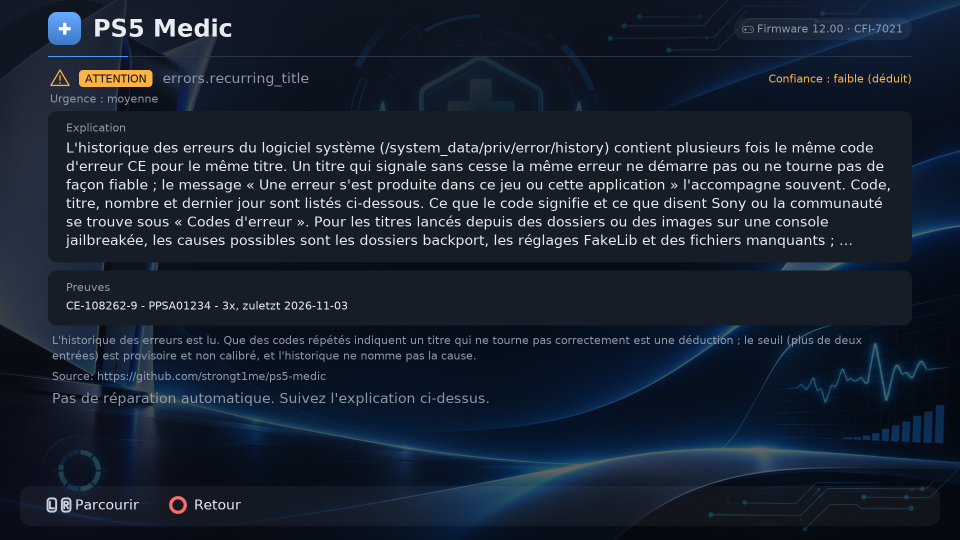 PS5 Medic
Firmware 12.00 · CFI-7021
ATTENTION errors.recurring_title
Confiance : faible (déduit)
Urgence : moyenne
Explication
L'historique des erreurs du logiciel système (/system_data/priv/error/history) contient plusieurs fois le même code
d'erreur CE pour le même titre. Un titre qui signale sans cesse la même erreur ne démarre pas ou ne tourne pas de
façon fiable ; le message « Une erreur s'est produite dans ce jeu ou cette application » l'accompagne souvent. Code,
titre, nombre et dernier jour sont listés ci-dessous. Ce que le code signifie et ce que disent Sony ou la communauté
se trouve sous « Codes d'erreur ». Pour les titres lancés depuis des dossiers ou des images sur une console
jailbreakée, les causes possibles sont les dossiers backport, les réglages FakeLib et des fichiers manquants ; ...
Preuves
CE-108262-9 - PPSA01234 - 3x, zuletzt 2026-11-03
L'historique des erreurs est lu. Que des codes répétés indiquent un titre qui ne tourne pas correctement est une déduction ; le seuil (plus de deux
entrées) est provisoire et non calibré, et l'historique ne nomme pas la cause.
Source: https://github.com/strongt1me/ps5-medic
Pas de réparation automatique. Suivez l'explication ci-dessus.
L R Parcourir
Retour